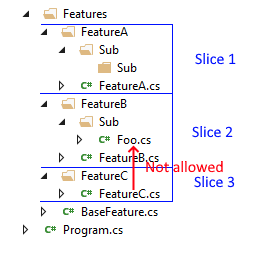 Features
FeatureA
Sub
Slice 1
Sub
C# FeatureA.cs
FeatureB
Sub
Slice 2
C# Foo.cs
C# FeatureB.cs
Not allowed
FeatureC
Slice 3
C# FeatureC.cs
C# BaseFeature.cs
C# Program.cs